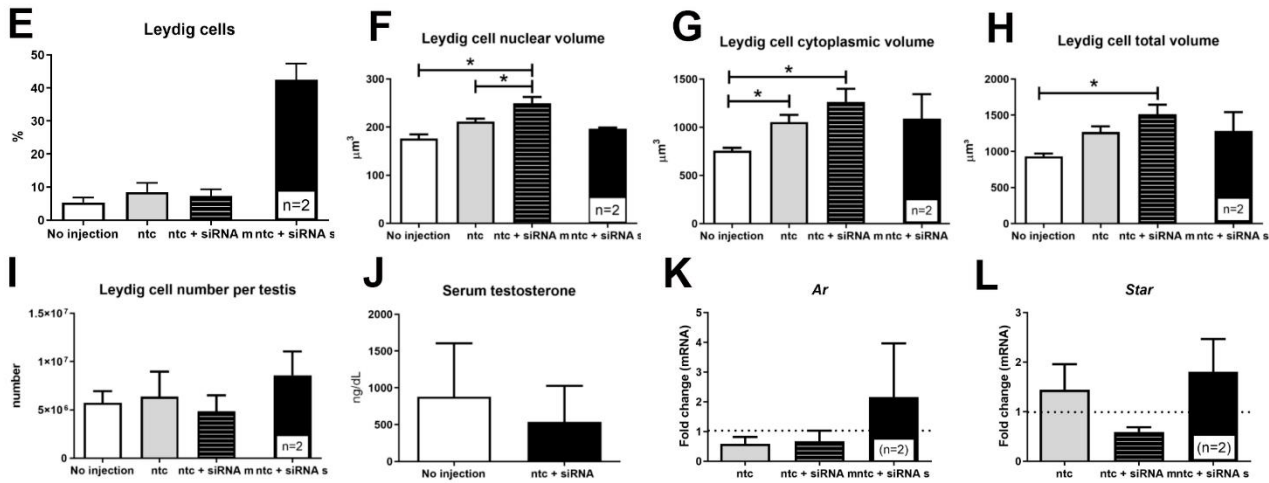 E
Leydig cells
%
50
40
30
20
10
0
n=2
No injection ntc ntc + siRNA m ntc + siRNA s
F
Leydig cell nuclear volume
μm³
300
200
100
0
*
*
n=2
No injection ntc ntc + siRNA m ntc + siRNA s
G
Leydig cell cytoplasmic volume
μm³
1500
1000
500
0
*
*
n=2
No injection ntc ntc + siRNA m ntc + siRNA s
H
Leydig cell total volume
μm³
2000
1500
1000
500
0
*
n=2
No injection ntc ntc + siRNA m ntc + siRNA s
I
Leydig cell number per testis
number
1.5×10⁷
1×10⁷
5×10⁶
0
n=2
No injection ntc ntc + siRNA m ntc + siRNA s
J
Serum testosterone
ng/dL
2000
1500
1000
500
0
No injection ntc + siRNA
K
Ar
Fold change (mRNA)
5
4
3
2
1
0
(n=2)
ntc ntc + siRNA m ntc + siRNA s
L
Star
Fold change (mRNA)
3
2
1
0
(n=2)
ntc ntc + siRNA m ntc + siRNA s